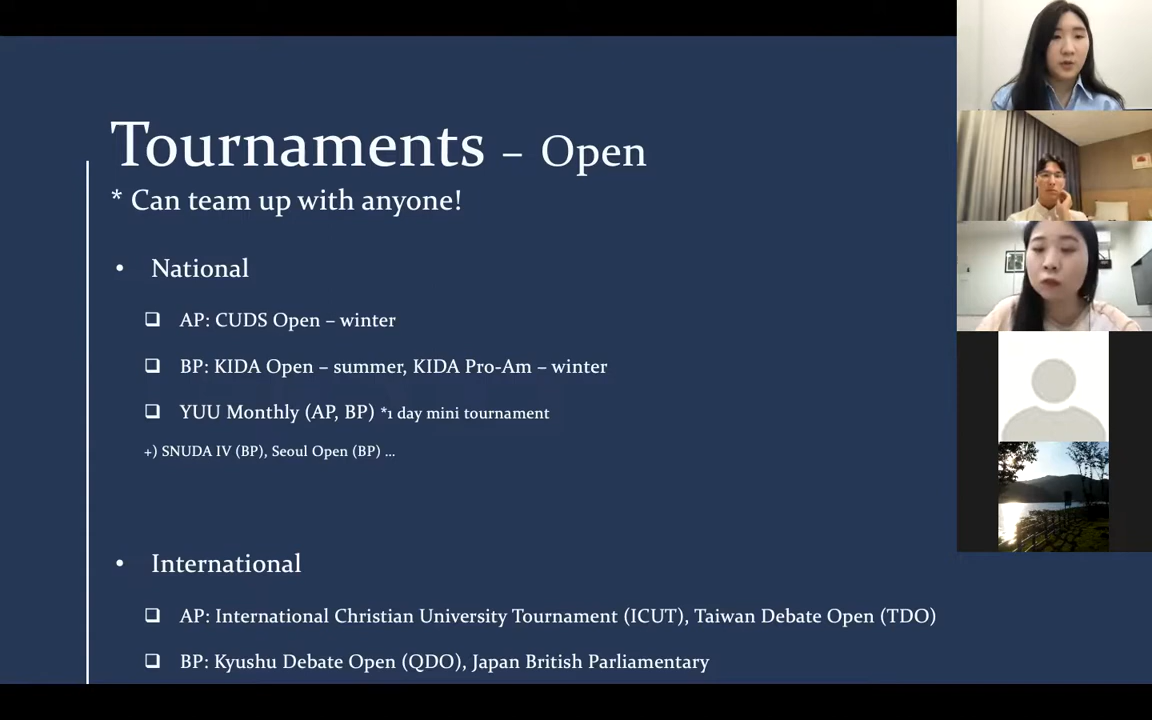 Tournaments – Open
* Can team up with anyone!
• National
❑ AP: CUDS Open – winter
❑ BP: KIDA Open – summer, KIDA Pro-Am – winter
❑ YUU Monthly (AP, BP) *1 day mini tournament
+) SNUDA IV (BP), Seoul Open (BP) ...
• International
❑ AP: International Christian University Tournament (ICUT), Taiwan Debate Open (TDO)
❑ BP: Kyushu Debate Open (QDO), Japan British Parliamentary